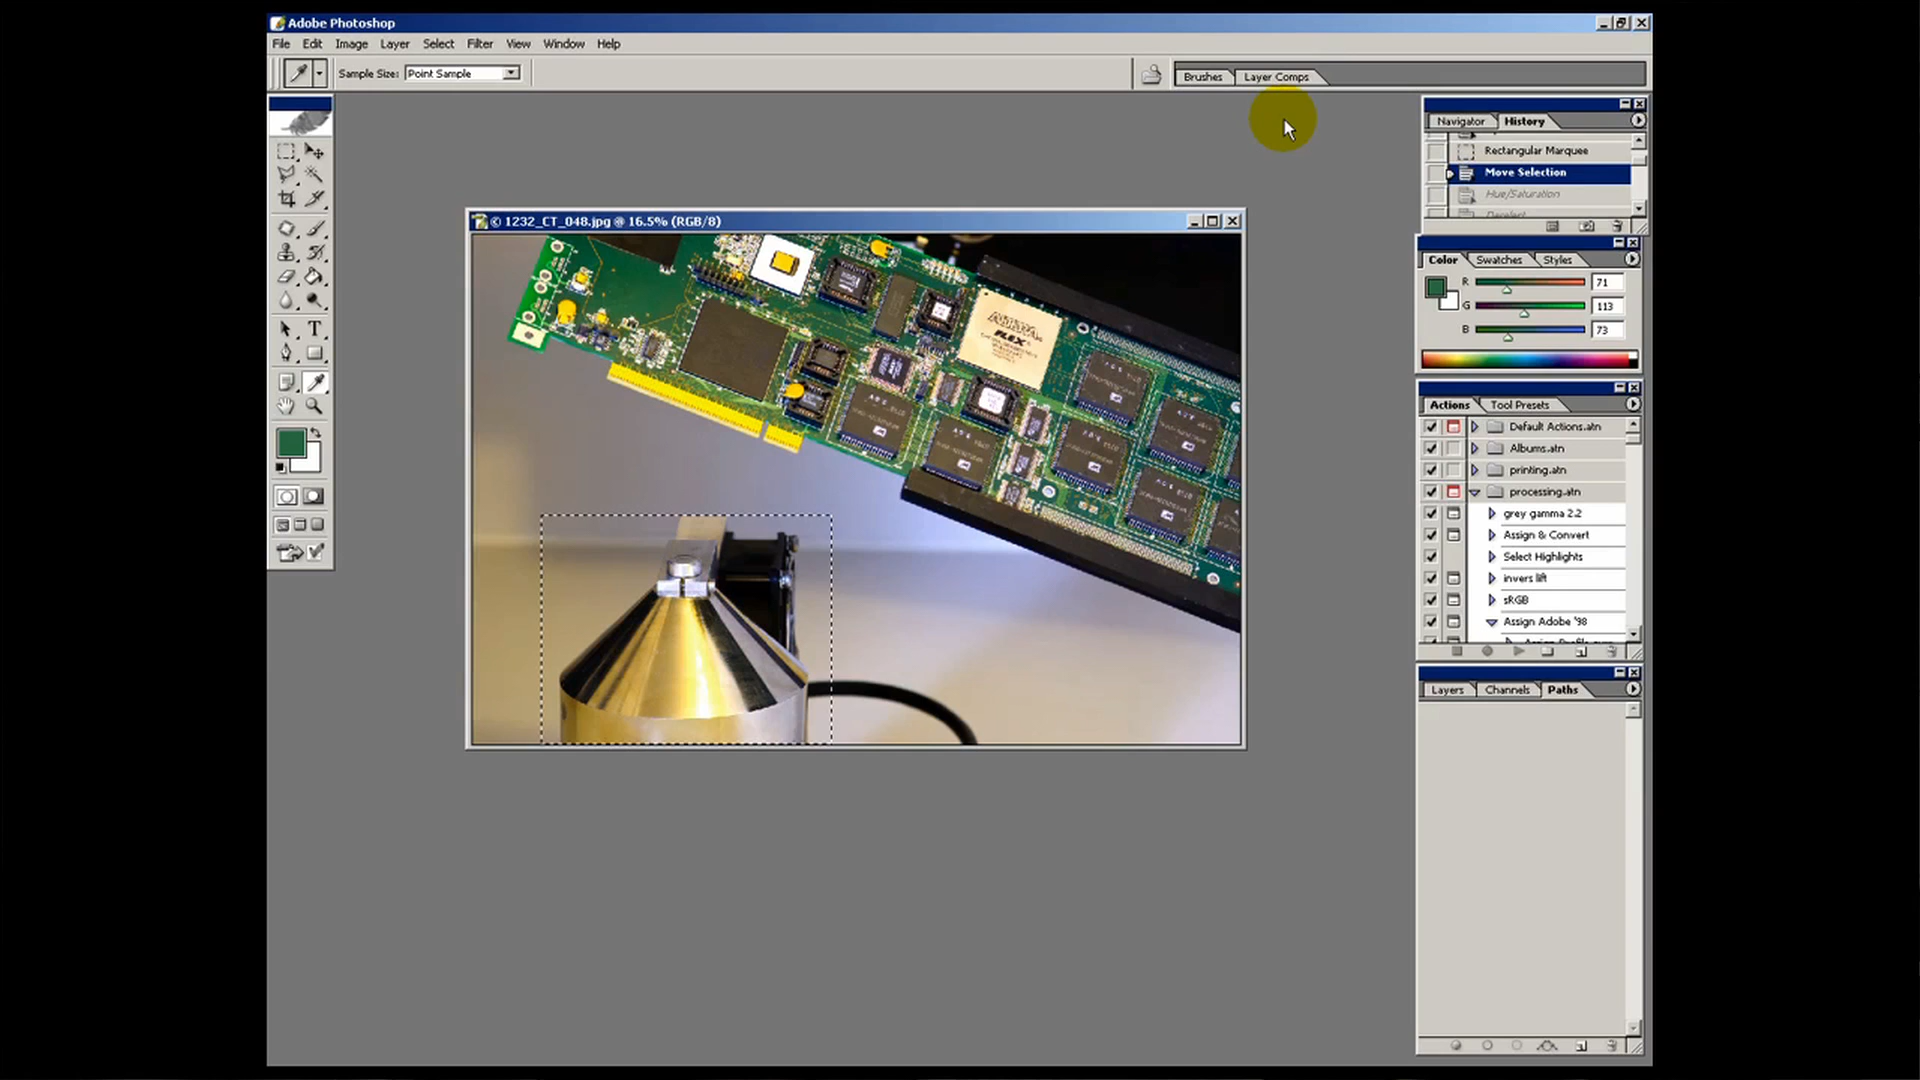 Adobe Photoshop
File Edit Image Layer Select Filter View Window Help
Sample Size: Point Sample
Brushes Layer Comps
Navigator History
Rectangular Marquee
Move Selection
Hue/Saturation
Deselect
© 1232_CT_048.jpg @ 16.5% (RGB/8)
ALTERA
FLEX
Color Swatches Styles
R 71
G 113
B 73
Actions Tool Presets
Default Actions.atn
Albums.atn
printing.atn
processing.atn
grey gamma 2.2
Assign & Convert
Select Highlights
invers lift
sRGB
Assign Adobe '98
Layers Channels Paths